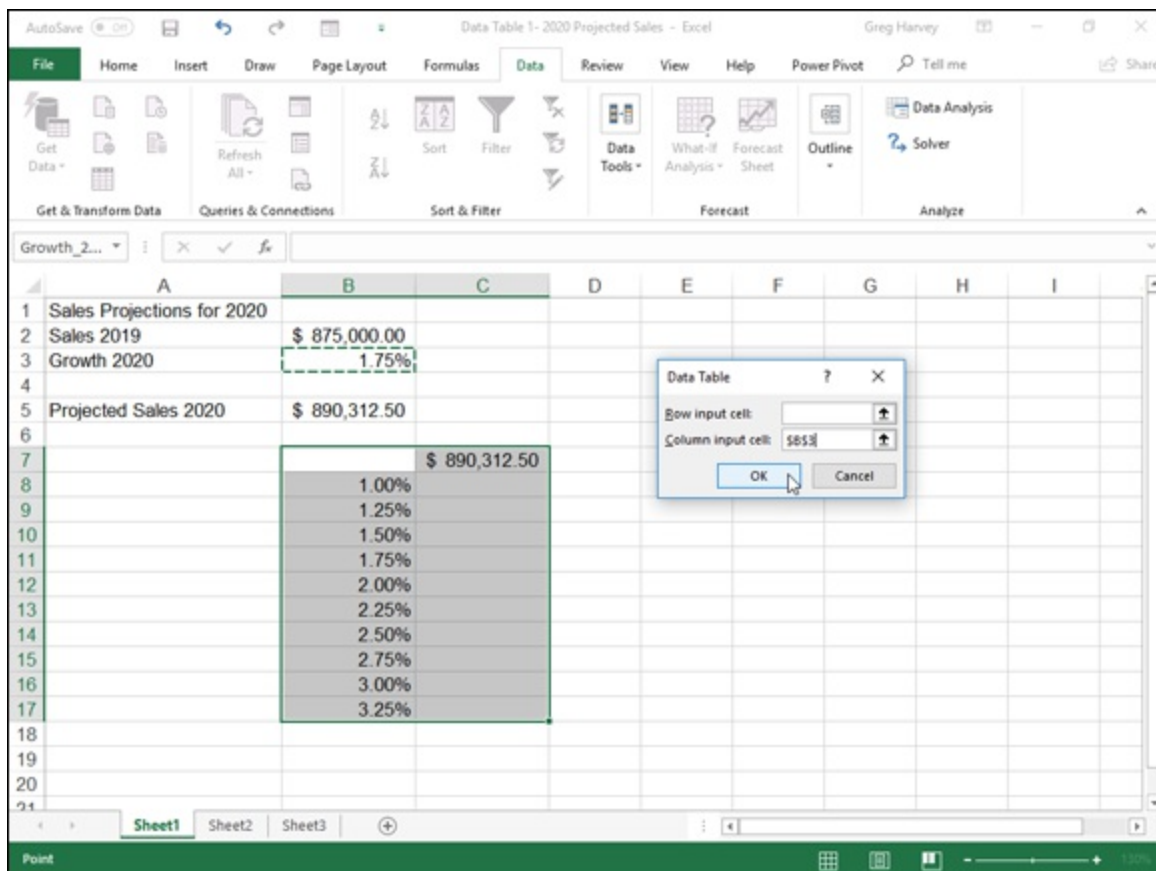 AutoSave Off Data Table 1- 2020 Projected Sales - Excel Greg Harvey
File Home Insert Draw Page Layout Formulas Data Review View Help Power Pivot Tell me Share
Get Data
Refresh All
Sort
Filter
Data Tools
What-If Analysis
Forecast Sheet
Outline
Data Analysis
Solver
Get & Transform Data Queries & Connections Sort & Filter Forecast Analyze
Growth_2... fx
A B C D E F G H I
1 Sales Projections for 2020
2 Sales 2019 $ 875,000.00
3 Growth 2020 1.75%
4
5 Projected Sales 2020 $ 890,312.50
6
7 $ 890,312.50
8 1.00%
9 1.25%
10 1.50%
11 1.75%
12 2.00%
13 2.25%
14 2.50%
15 2.75%
16 3.00%
17 3.25%
18
19
20
21
Data Table ? X
Row input cell:
Column input cell: $B$3
OK Cancel
Sheet1 Sheet2 Sheet3
Point 130%